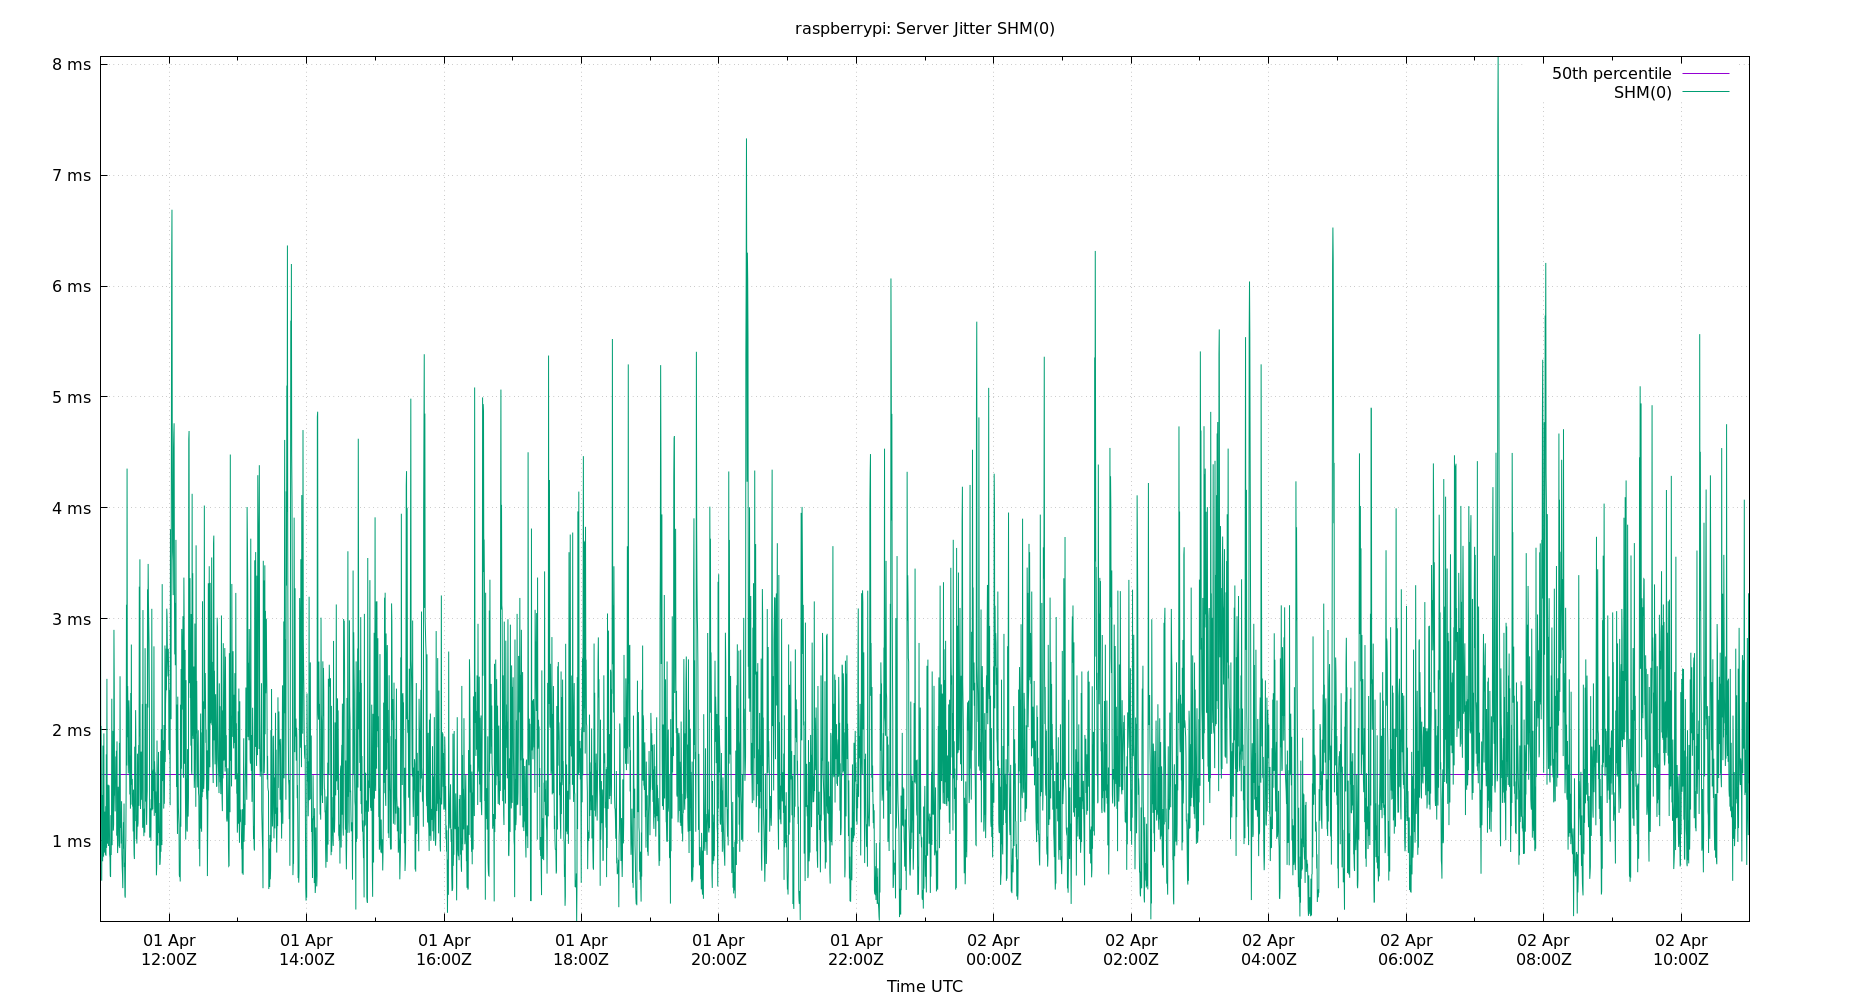 raspberrypi: Server Jitter SHM(0)
50th percentile
SHM(0)
8 ms
7 ms
6 ms
5 ms
4 ms
3 ms
2 ms
1 ms
01 Apr 01 Apr 01 Apr 01 Apr 01 Apr 01 Apr 02 Apr 02 Apr 02 Apr 02 Apr 02 Apr 02 Apr
12:00Z 14:00Z 16:00Z 18:00Z 20:00Z 22:00Z 00:00Z 02:00Z 04:00Z 06:00Z 08:00Z 10:00Z
Time UTC